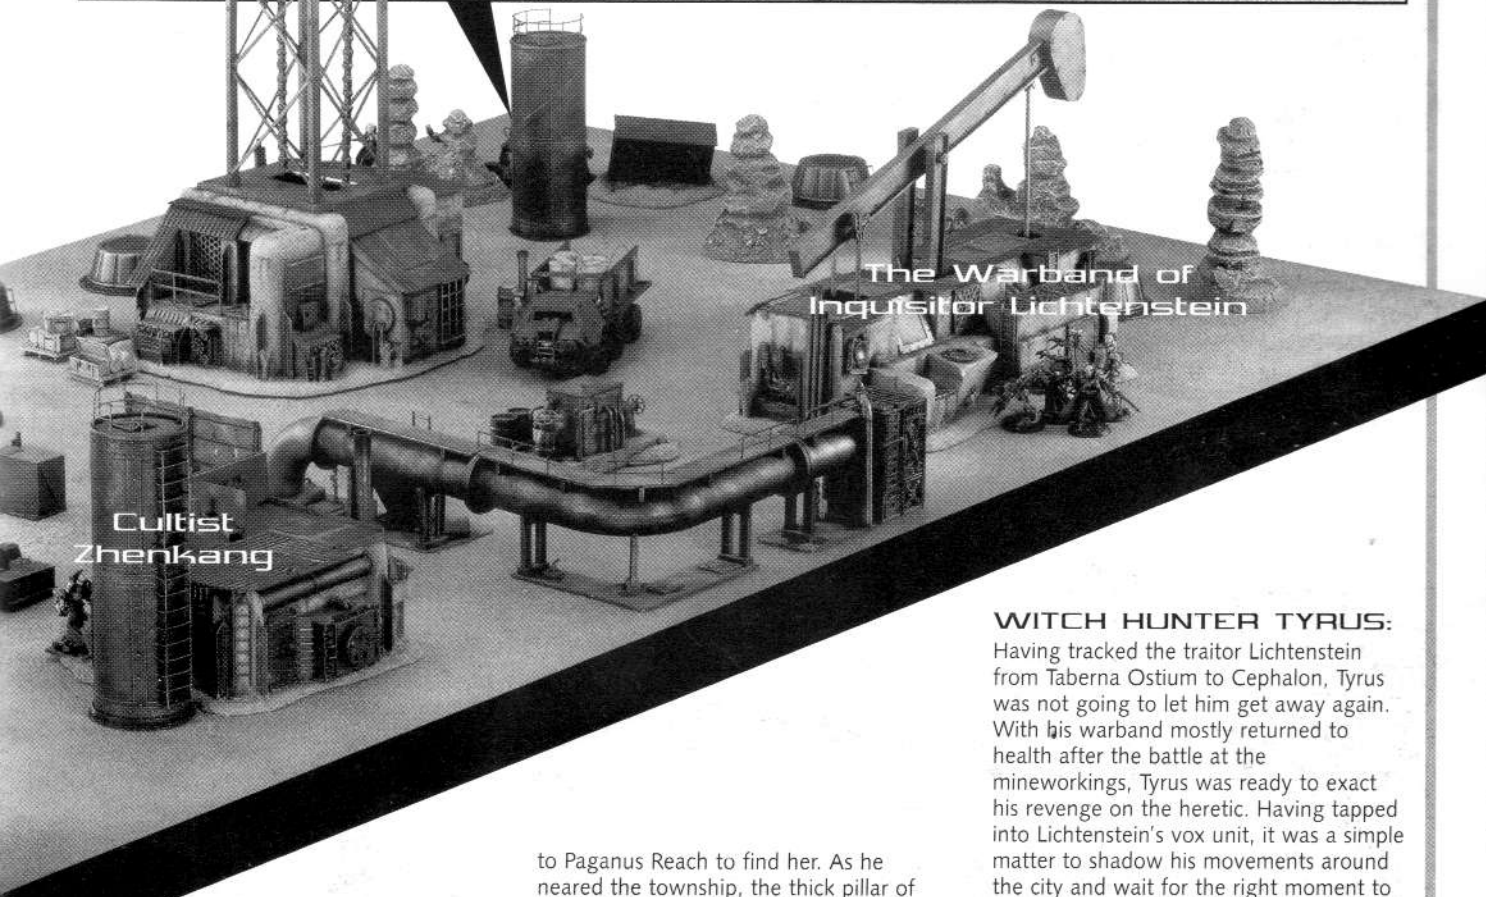 The Warband of
Inquisitor Lichtenstein
Cultist
Zhenkang
to Paganus Reach to find her. As he
neared the township, the thick pillar of
WITCH HUNTER TYRUS:
Having tracked the traitor Lichtenstein
from Taberna Ostium to Cephalon, Tyrus
was not going to let him get away again.
With his warband mostly returned to
health after the battle at the
mineworkings, Tyrus was ready to exact
his revenge on the heretic. Having tapped
into Lichtenstein's vox unit, it was a simple
matter to shadow his movements around
the city and wait for the right moment to